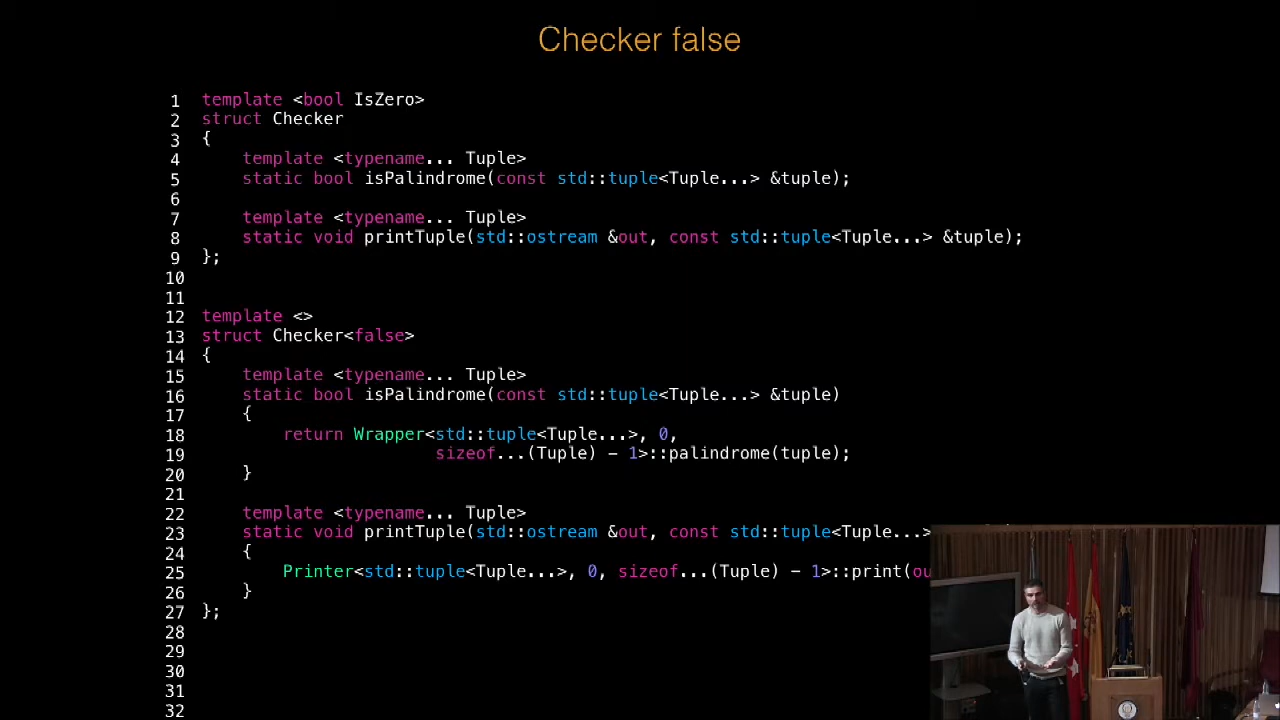 Checker false
1 template <bool IsZero>
2 struct Checker
3 {
4 template <typename... Tuple>
5 static bool isPalindrome(const std::tuple<Tuple...> &tuple);
6
7 template <typename... Tuple>
8 static void printTuple(std::ostream &out, const std::tuple<Tuple...> &tuple);
9 };
10
11
12 template <>
13 struct Checker<false>
14 {
15 template <typename... Tuple>
16 static bool isPalindrome(const std::tuple<Tuple...> &tuple)
17 {
18 return Wrapper<std::tuple<Tuple...>, 0,
19 sizeof...(Tuple) - 1>::palindrome(tuple);
20 }
21
22 template <typename... Tuple>
23 static void printTuple(std::ostream &out, const std::tuple<Tuple...>
24 {
25 Printer<std::tuple<Tuple...>, 0, sizeof...(Tuple) - 1>::print(ou
26 }
27 };
28
29
30
31
32